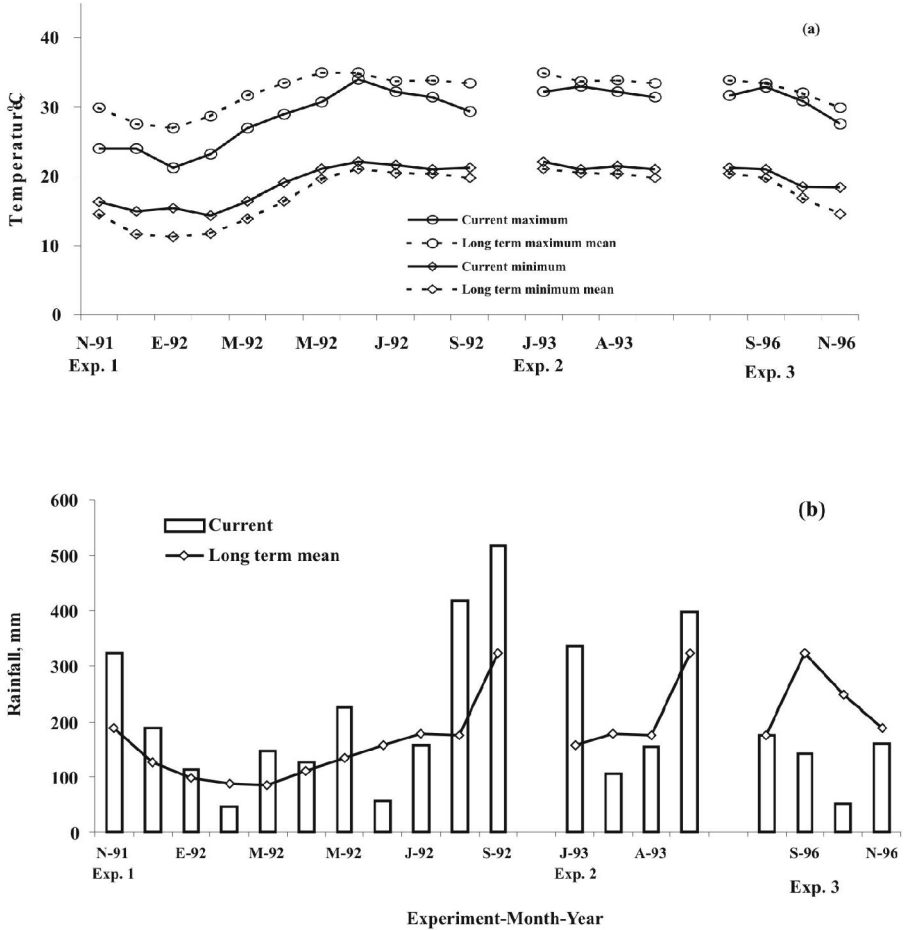 (a)
40
30
20
10
0
Temperature°C,
Current maximum
Long term maximum mean
Current minimum
Long term minimum mean
N-91 E-92 M-92 M-92 J-92 S-92 J-93 A-93 S-96 N-96
Exp. 1 Exp. 2 Exp. 3
(b)
600
500
400
300
200
100
0
Rainfall, mm
Current
Long term mean
N-91 E-92 M-92 M-92 J-92 S-92 J-93 A-93 S-96 N-96
Exp. 1 Exp. 2 Exp. 3
Experiment-Month-Year